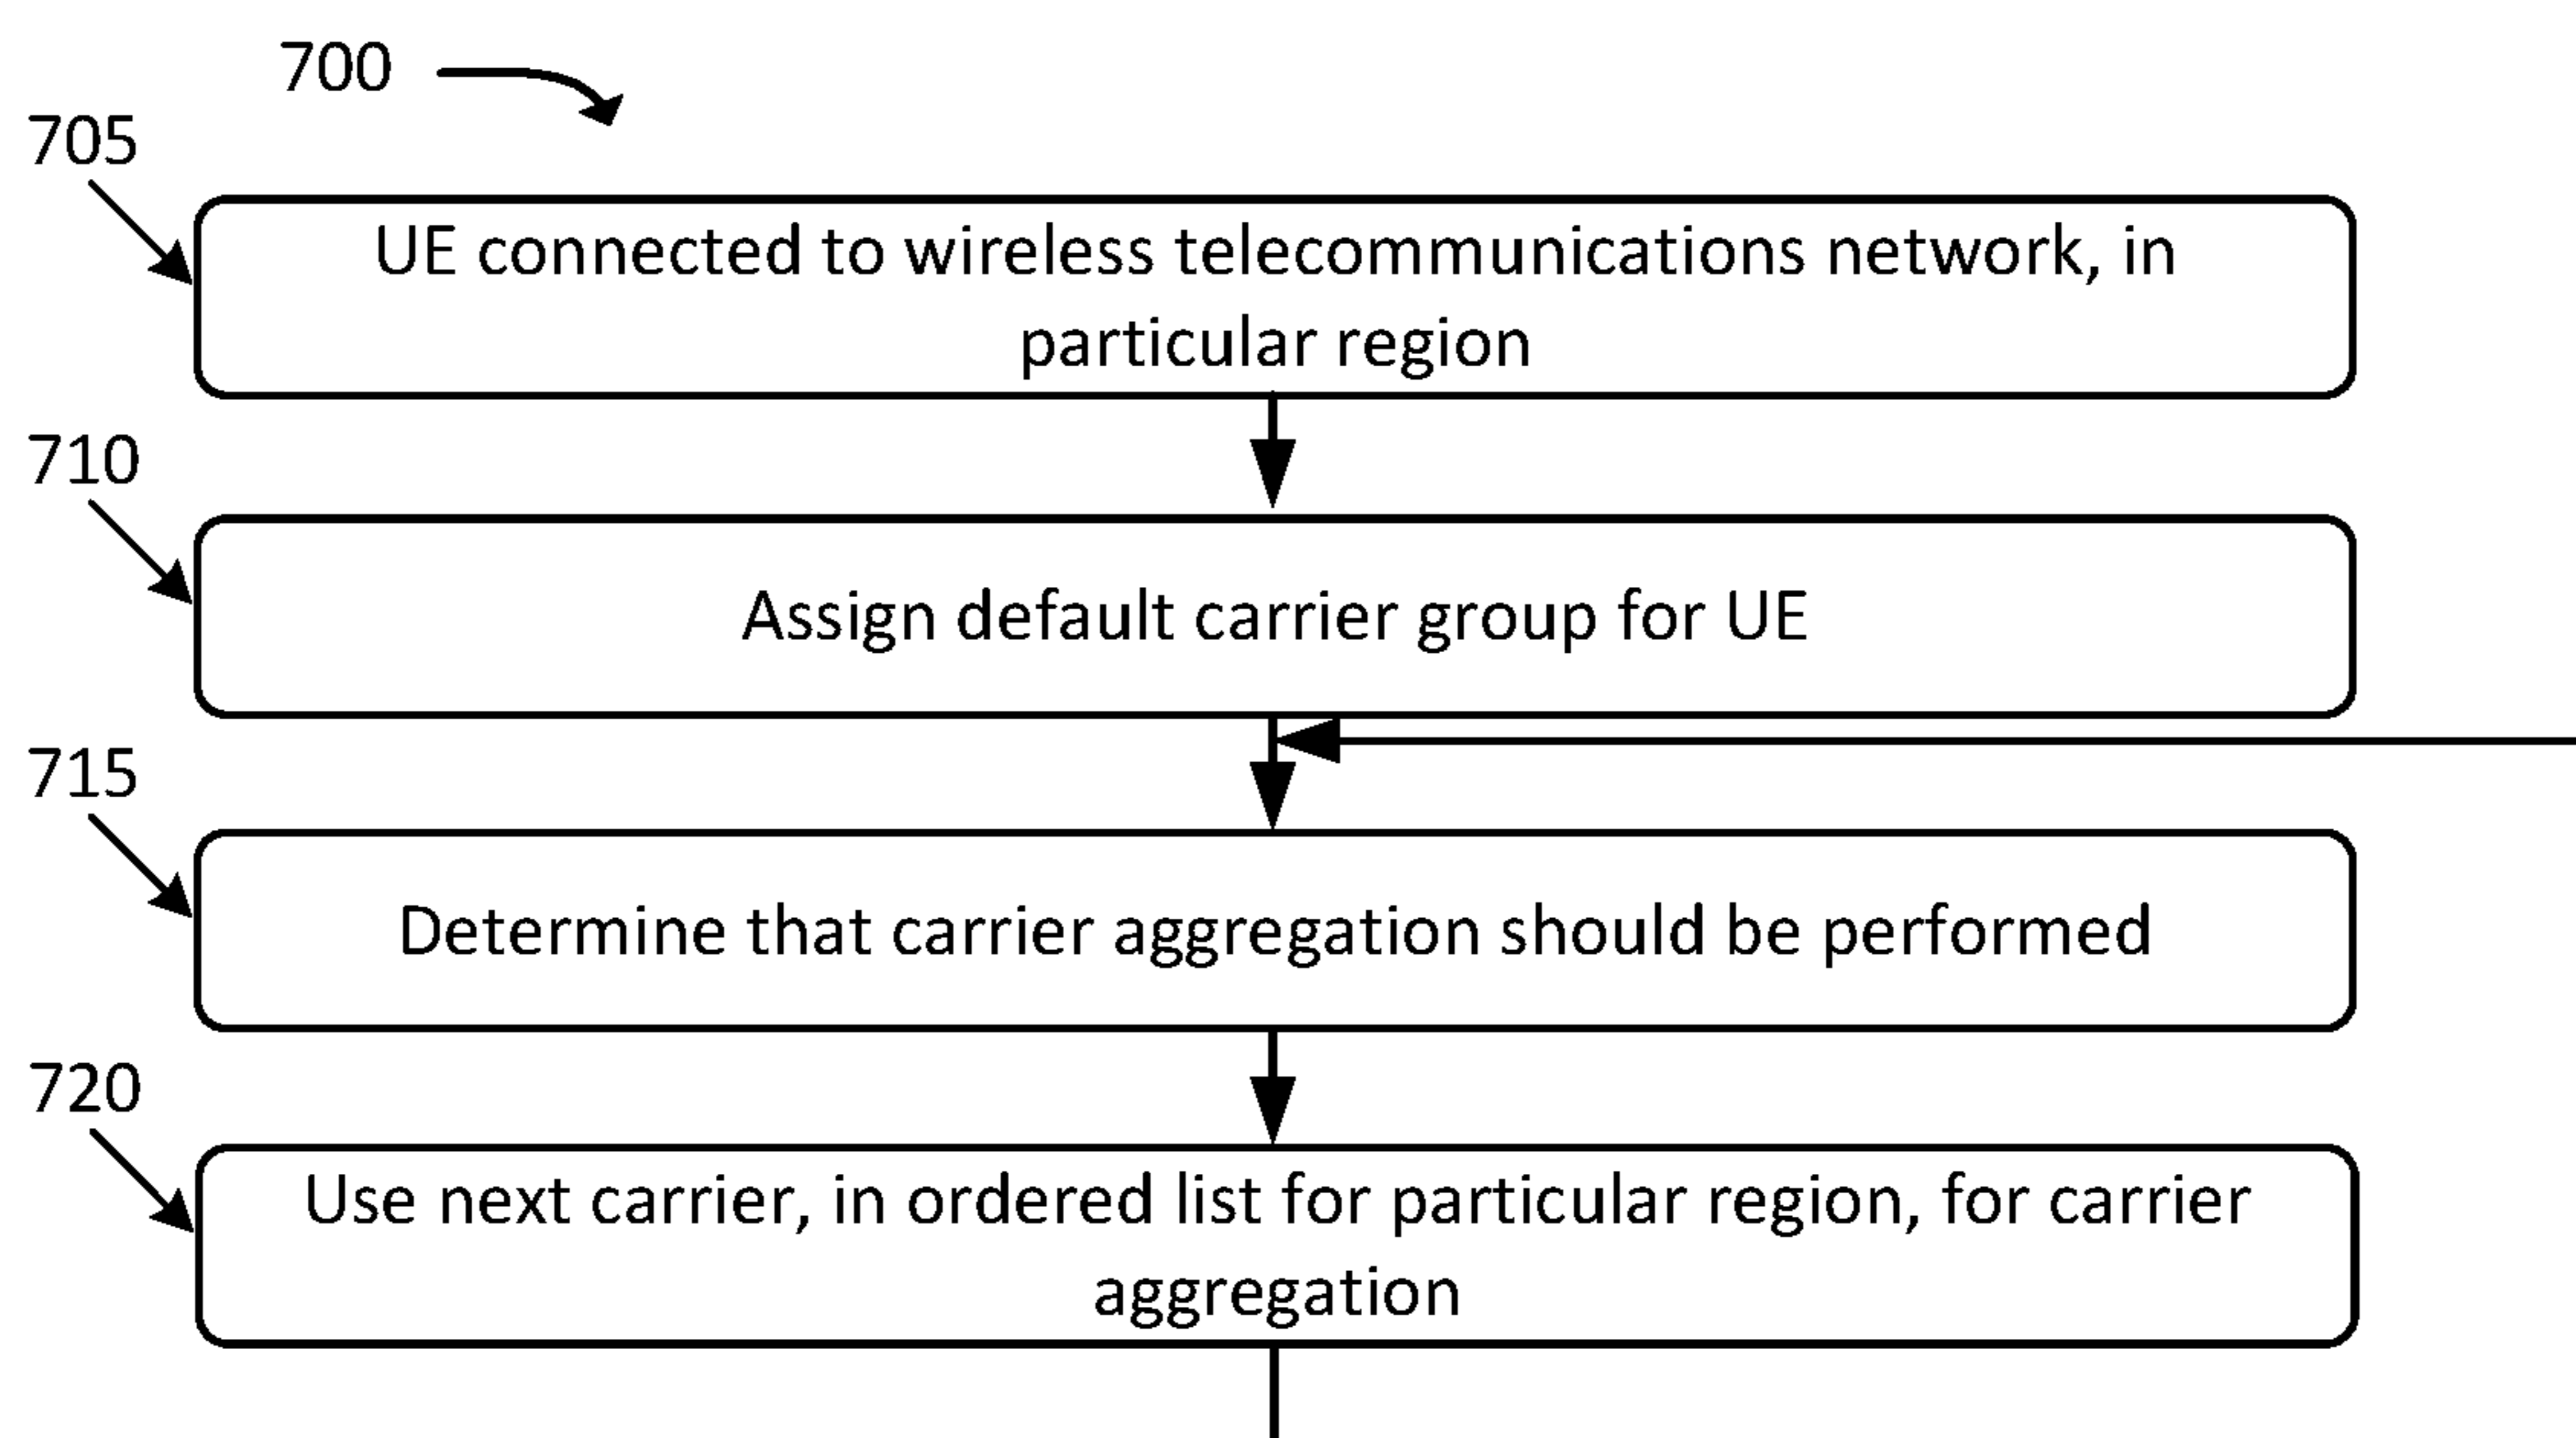 700
705
UE connected to wireless telecommunications network, in
particular region
710
Assign default carrier group for UE
715
Determine that carrier aggregation should be performed
720
Use next carrier, in ordered list for particular region, for carrier
aggregation